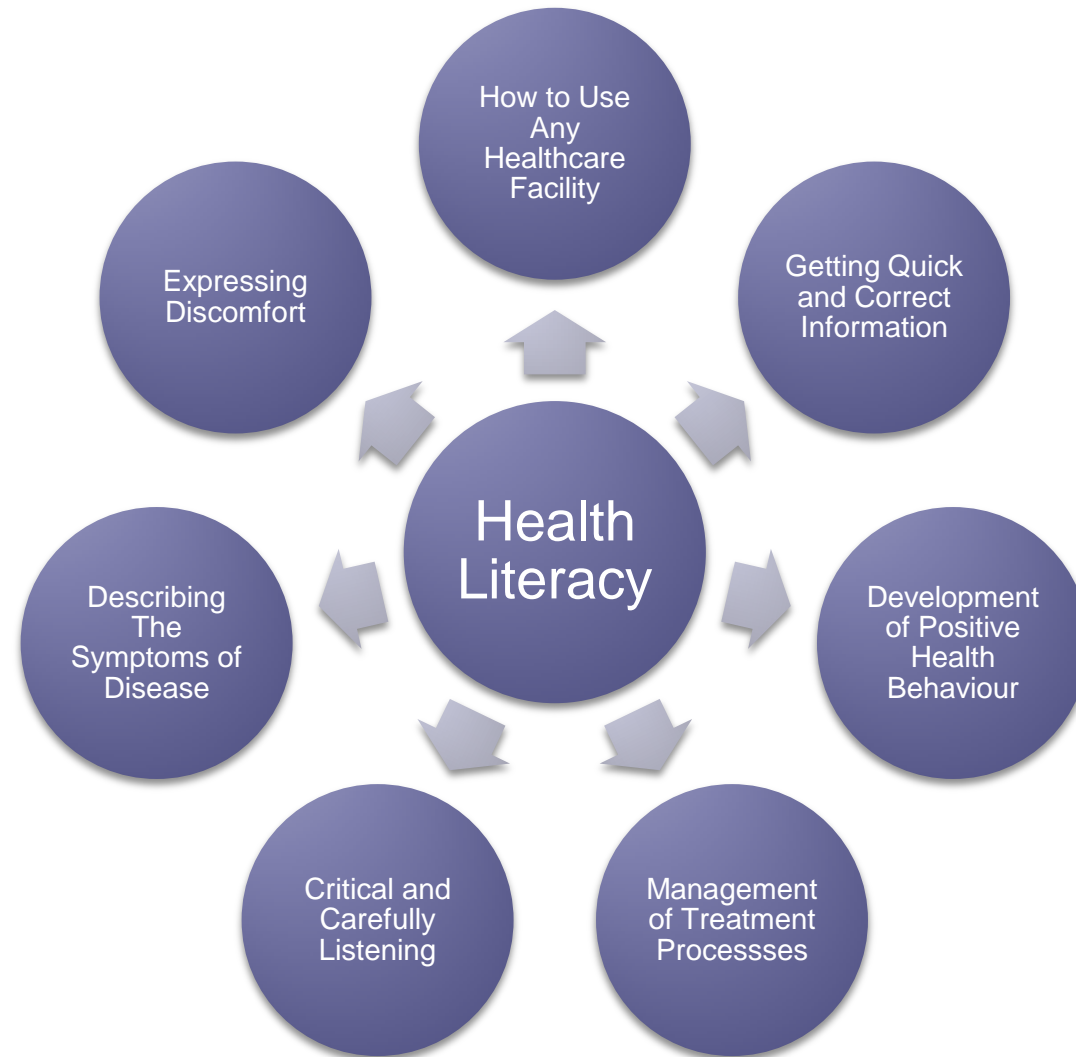 How to Use
Any
Healthcare
Facility
Getting Quick
and Correct
Information
Development
of Positive
Health
Behaviour
Management
of Treatment
Processses
Critical and
Carefully
Listening
Describing
The
Symptoms of
Disease
Expressing
Discomfort
Health
Literacy